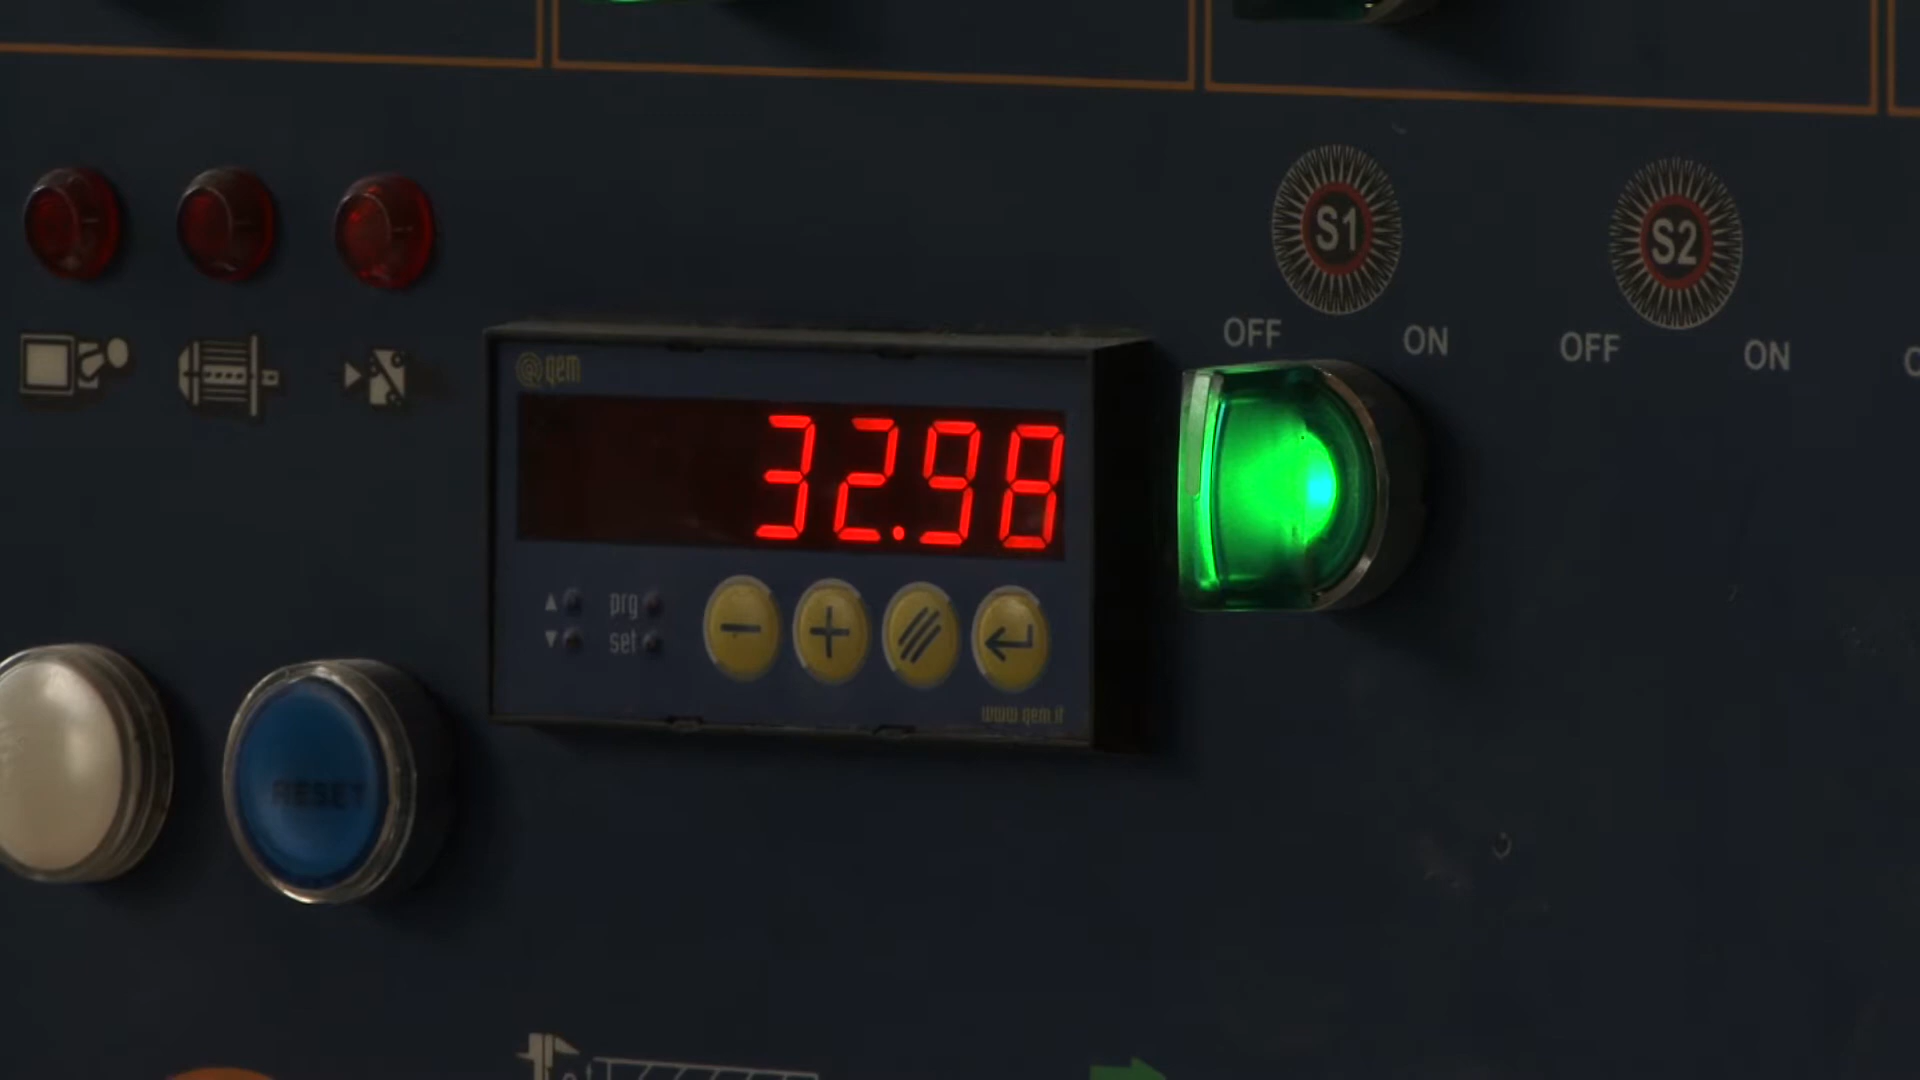 S1
S2
OFF
ON
OFF
ON
@qem
32.98
prg
set
RESET
www.qem.it